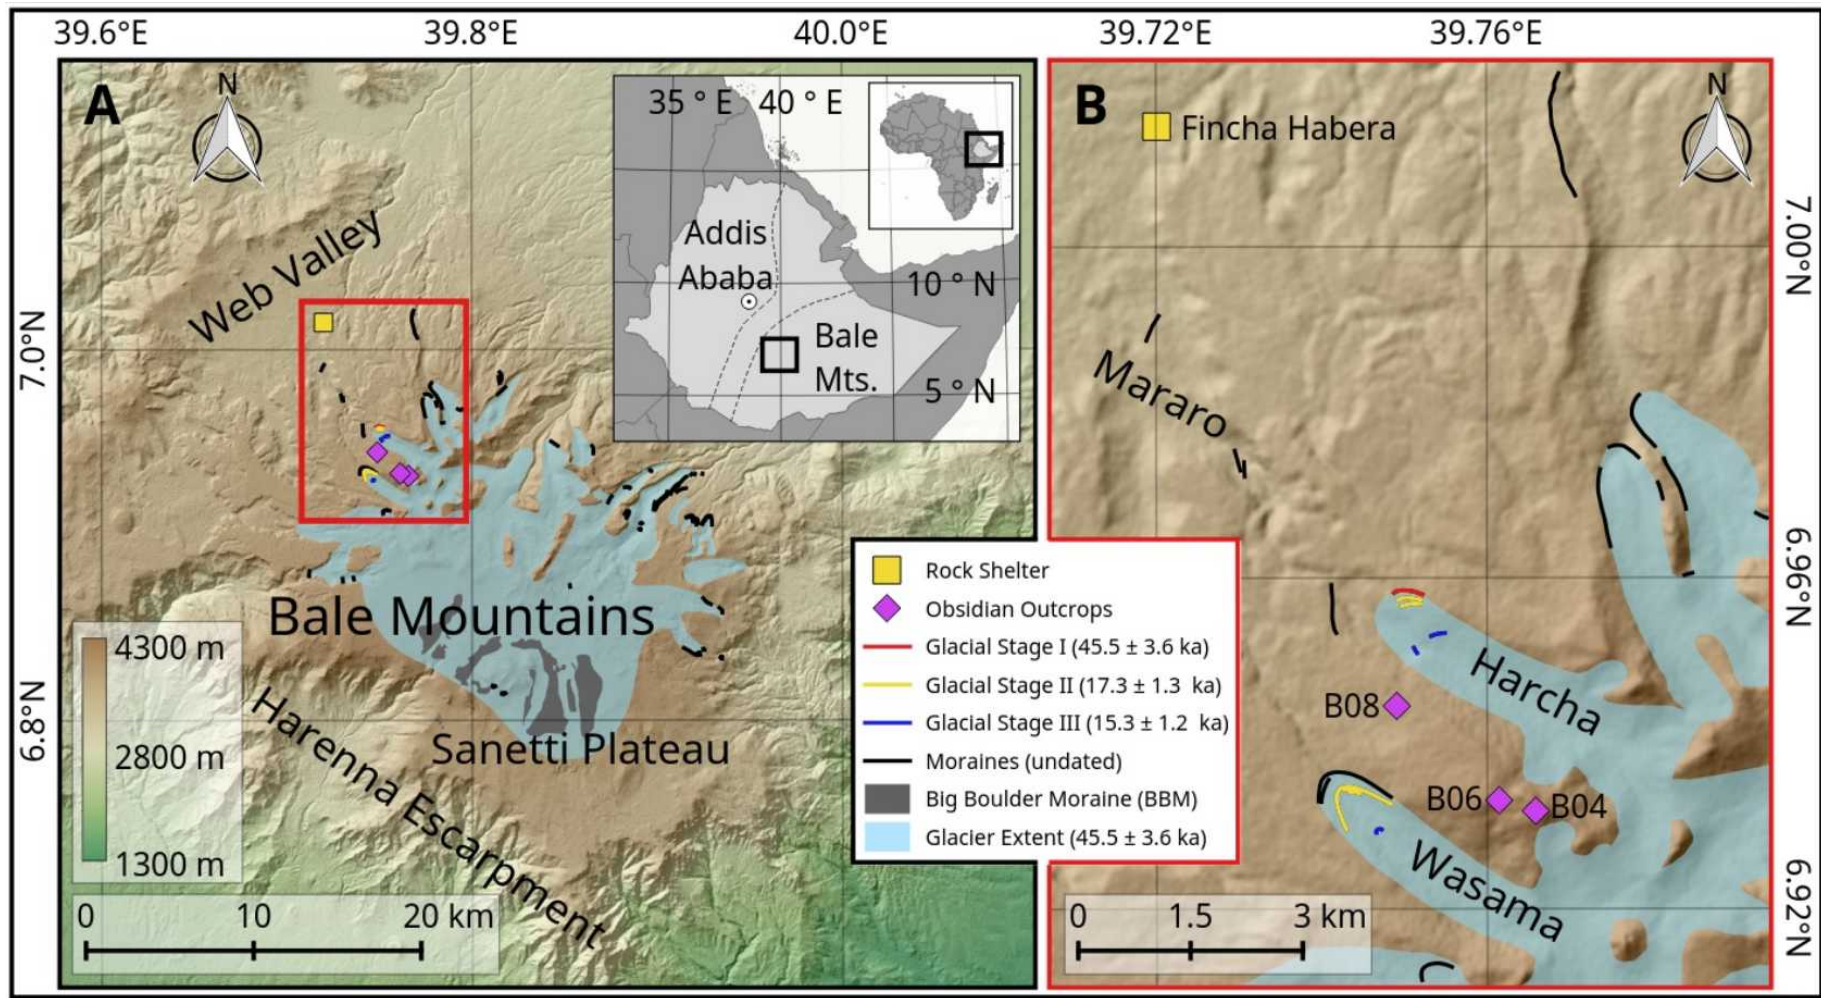 39.6°E
39.8°E
40.0°E
39.72°E
39.76°E
A
N
35 ° E
40 ° E
Addis
Ababa
10 ° N
Bale
Mts.
5 ° N
Web Valley
7.0°N
6.8°N
Bale Mountains
Sanetti Plateau
Harenna Escarpment
4300 m
2800 m
1300 m
0
10
20 km
Rock Shelter
Obsidian Outcrops
Glacial Stage I (45.5 ± 3.6 ka)
Glacial Stage II (17.3 ± 1.3 ka)
Glacial Stage III (15.3 ± 1.2 ka)
Moraines (undated)
Big Boulder Moraine (BBM)
Glacier Extent (45.5 ± 3.6 ka)
B
N
Fincha Habera
7.00°N
Mararo
6.96°N
Harcha
B08
B06
B04
Wasama
6.92°N
0
1.5
3 km